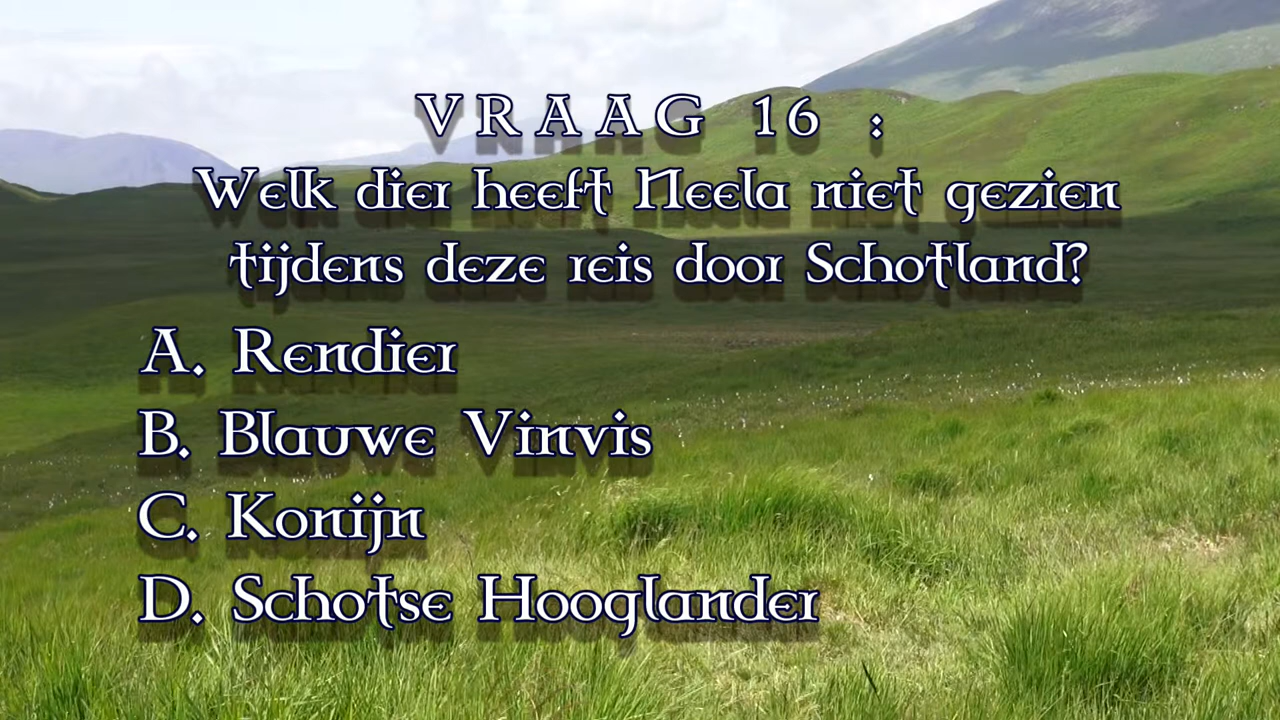 VRAAG 16 :
Welk dier heeft Neela niet gezien
tijdens deze reis door Schotland?
A. Rendier
B. Blauwe Vinvis
C. Konijn
D. Schotse Hooglander